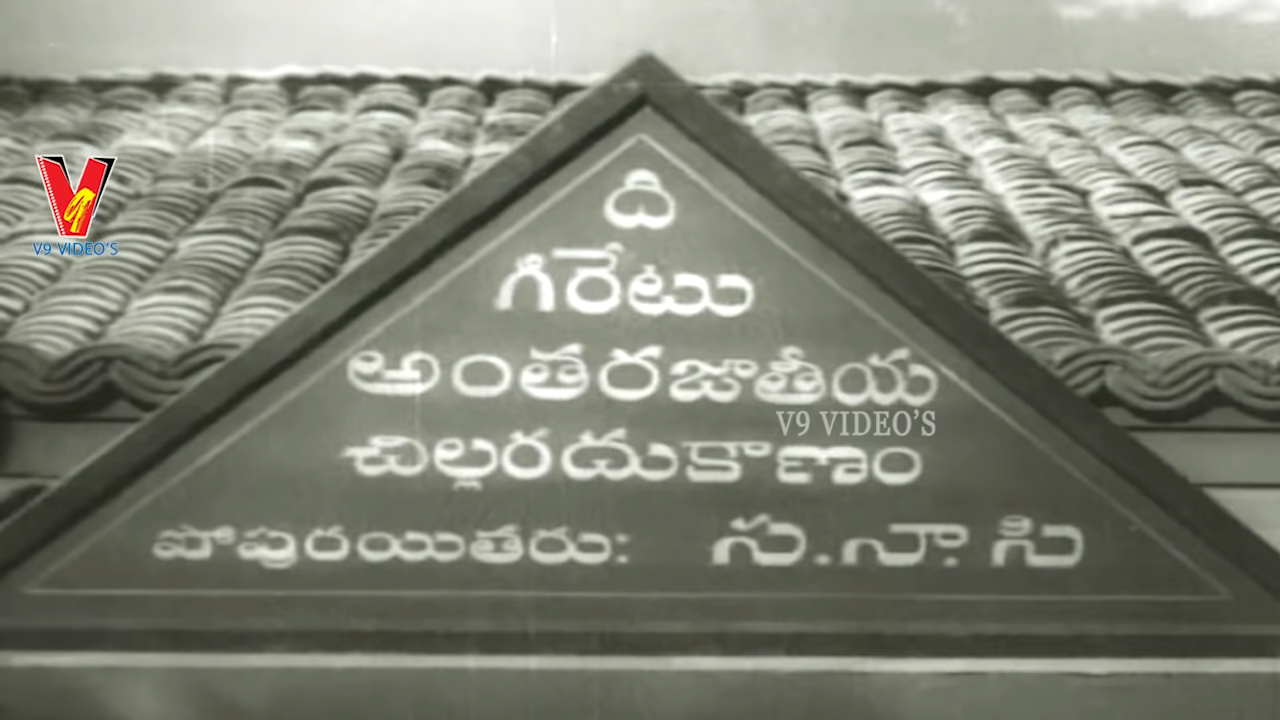 ది
గిరేటు
అంతరజాతీయ
చిల్లరదుకాణం
పోపురయితరు: స.నా. సి
V9 VIDEO'S
V9 VIDEO'S